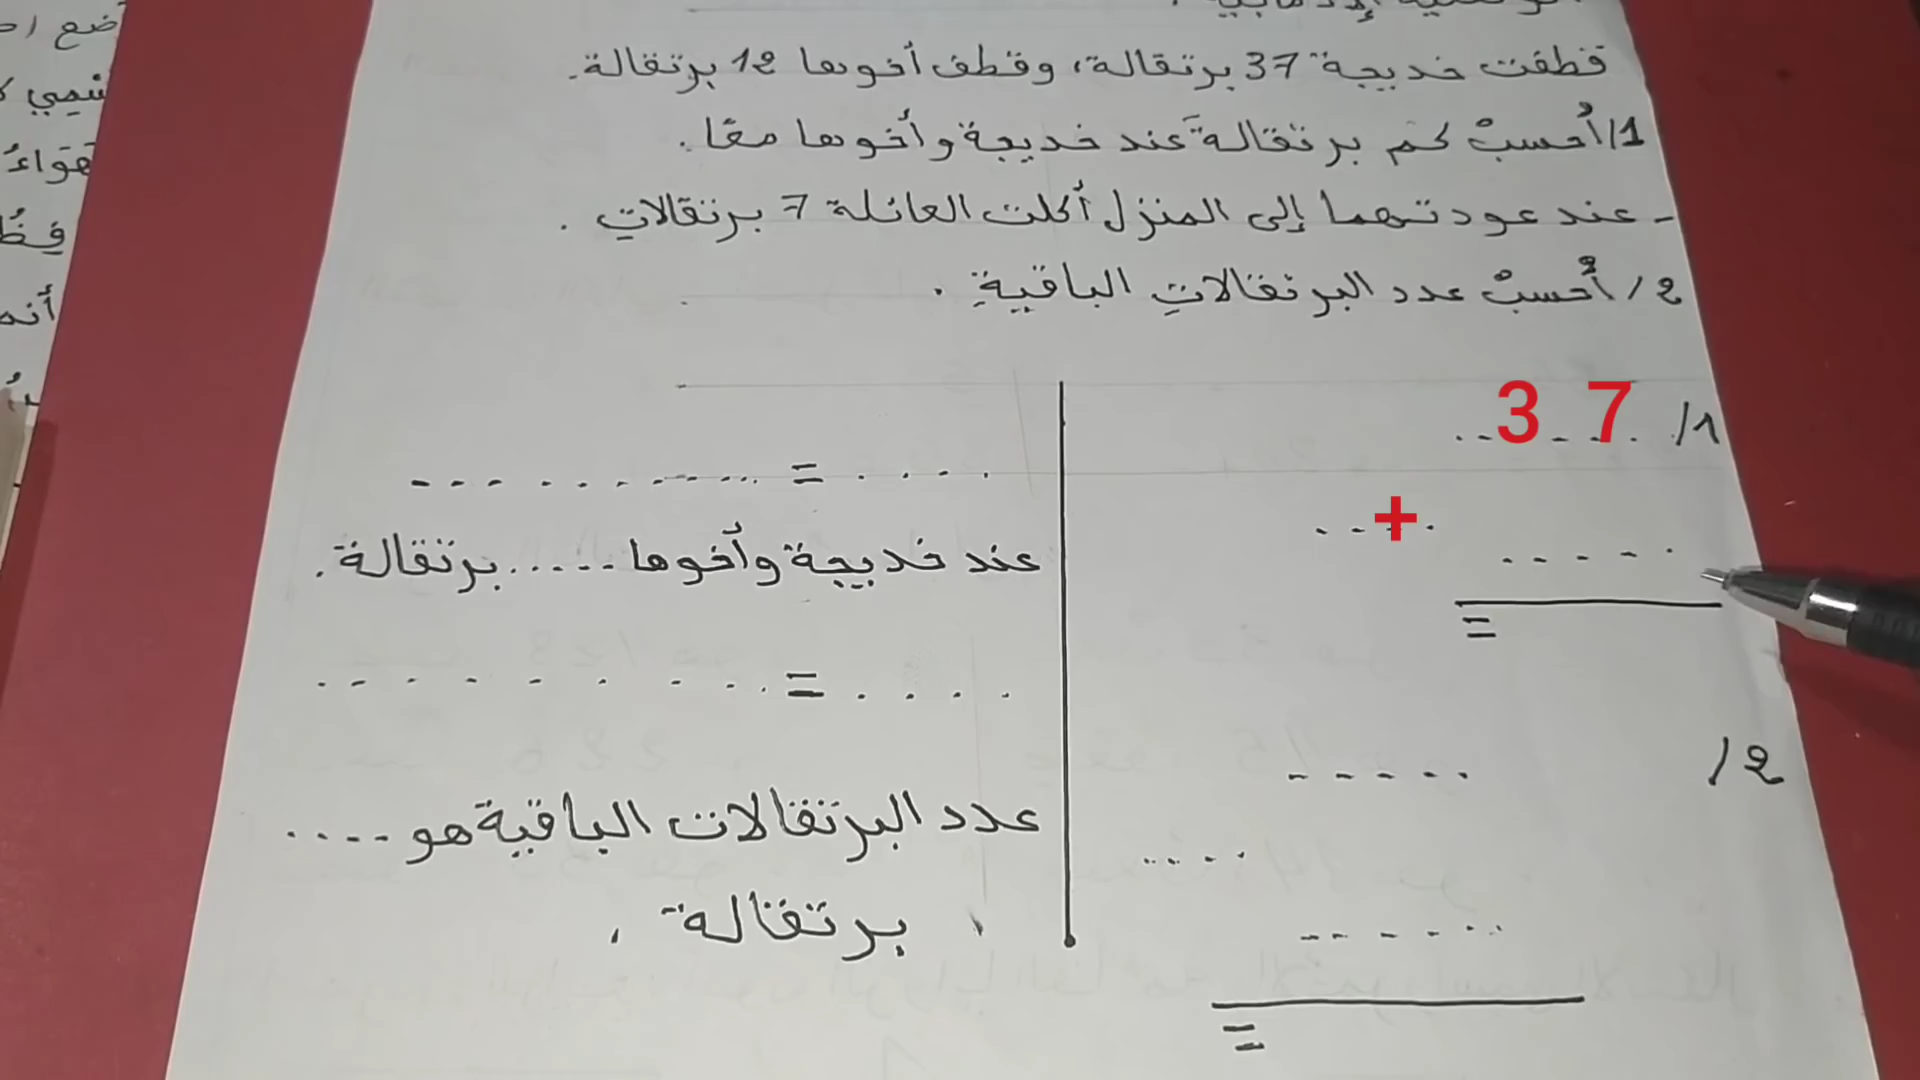 قطفت خديجة 37 برتقالة، وقطف أخوها 12 برتقالة.
1/ أُحسبْ كم برتقالةً عند خديجة وأخوها معًا.
- عند عودتهما إلى المنزل أكلت العائلة 7 برتقالاتٍ.
2/ أُحسبْ عدد البرتقالاتِ الباقيةِ.
1/ 37
+
=
.... = ............
عند خديجة وأخوها ..... برتقالة.
.... = ..........
2/
=
عدد البرتقالات الباقية هو ....
برتقالة.